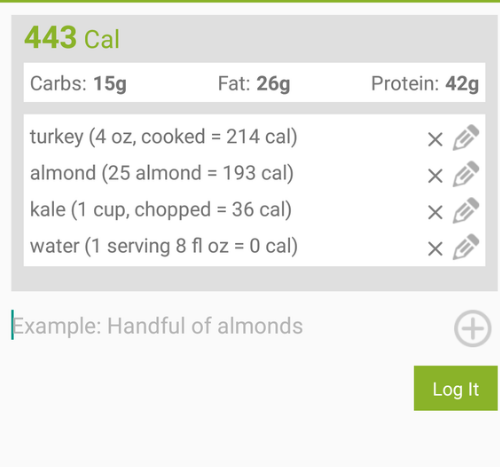 443 Cal
Carbs: 15g Fat: 26g Protein: 42g
turkey (4 oz, cooked = 214 cal)
almond (25 almond = 193 cal)
kale (1 cup, chopped = 36 cal)
water (1 serving 8 fl oz = 0 cal)
Example: Handful of almonds
Log It